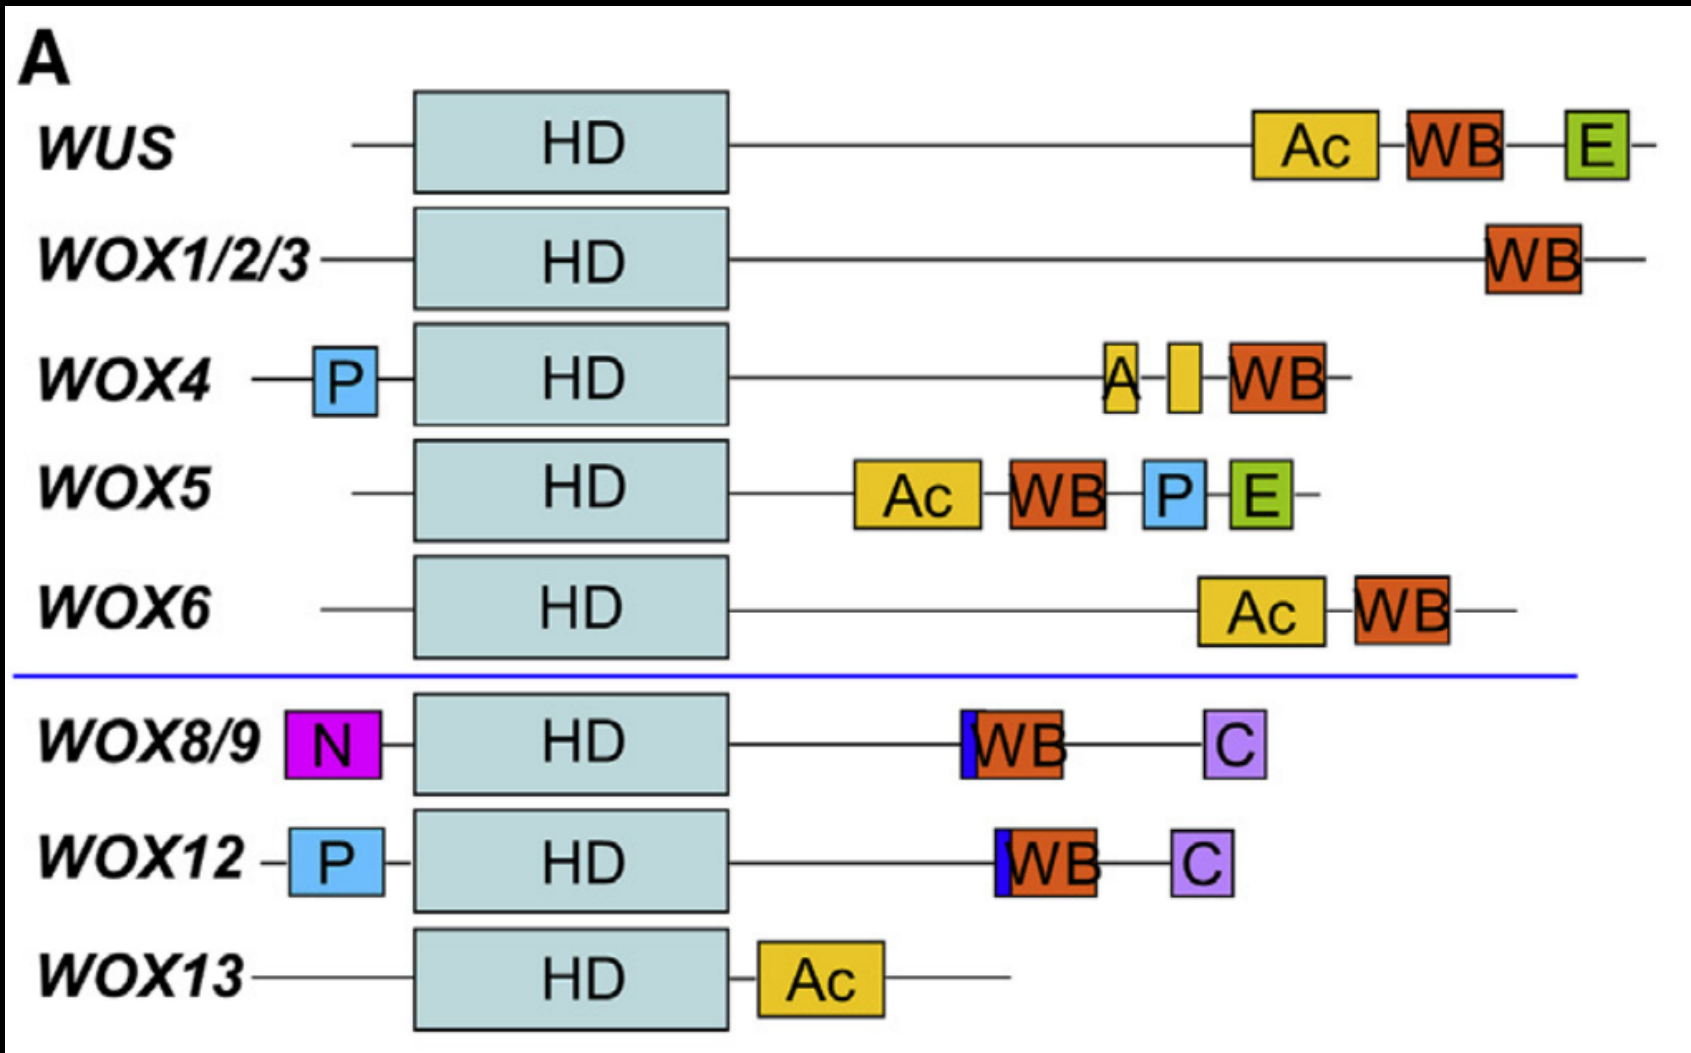 A
WUS HD Ac WB E
WOX1/2/3 HD WB
WOX4 P HD A WB
WOX5 HD Ac WB P E
WOX6 HD Ac WB
WOX8/9 N HD WB C
WOX12 P HD WB C
WOX13 HD Ac